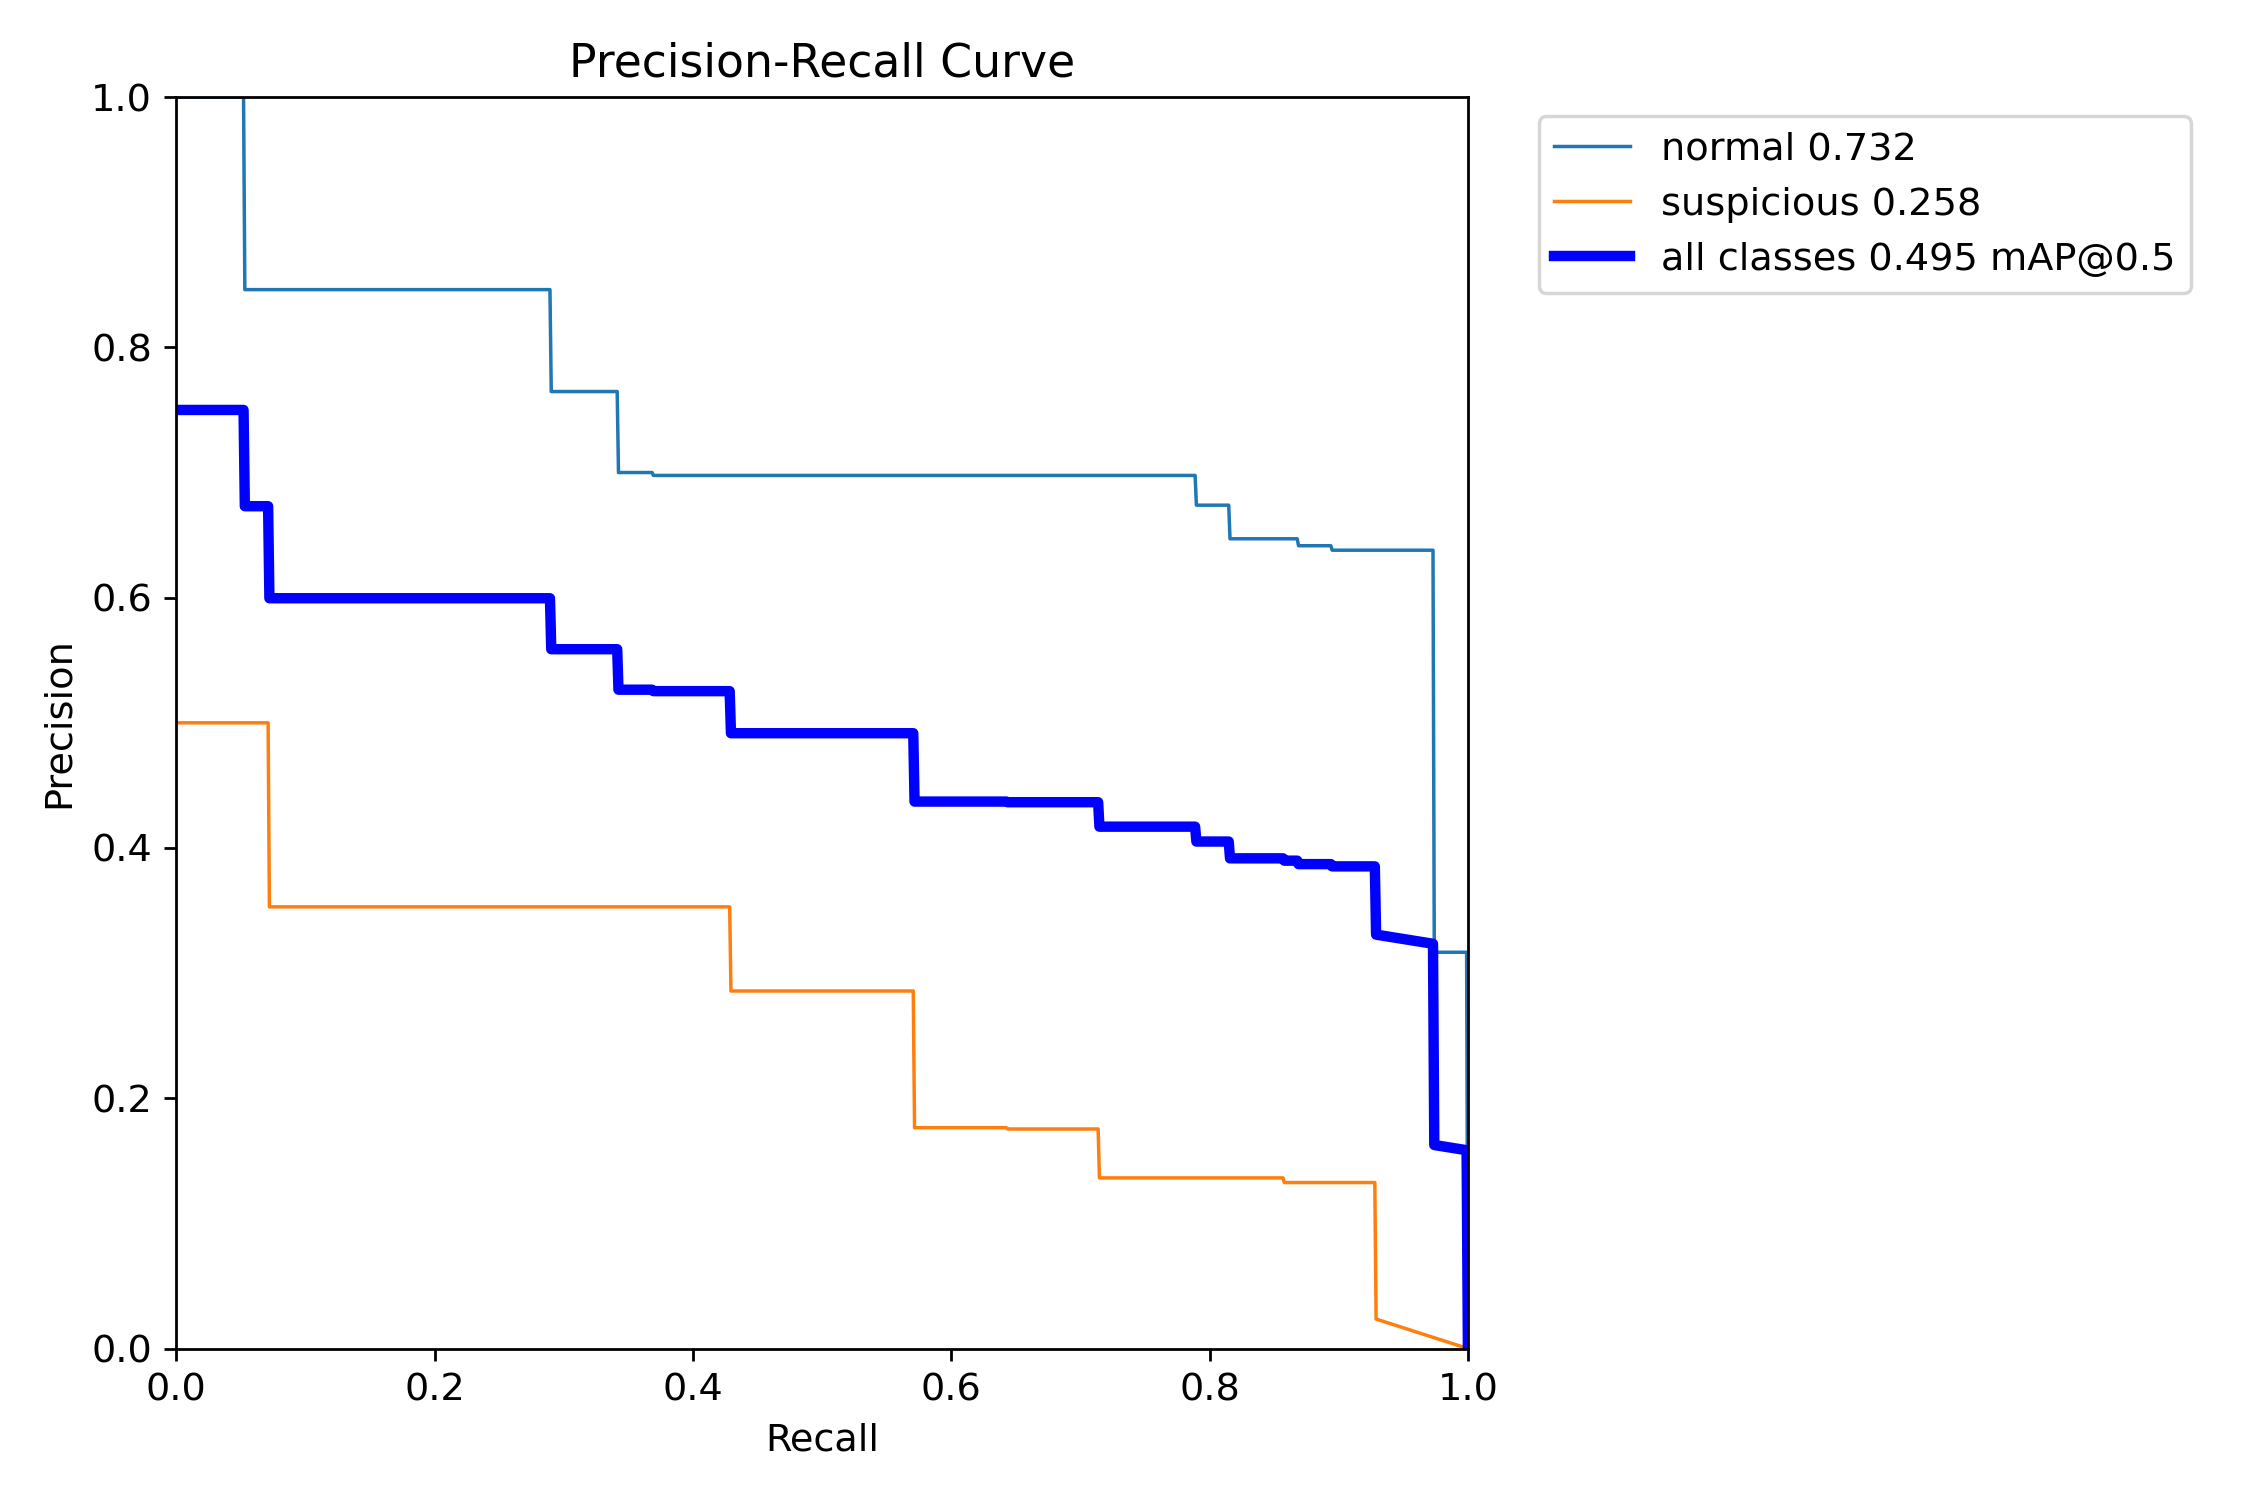 Precision-Recall Curve
1.0
0.8
0.6
0.4
0.2
0.0
Precision
0.0 0.2 0.4 0.6 0.8 1.0
Recall
normal 0.732
suspicious 0.258
all classes 0.495 mAP@0.5